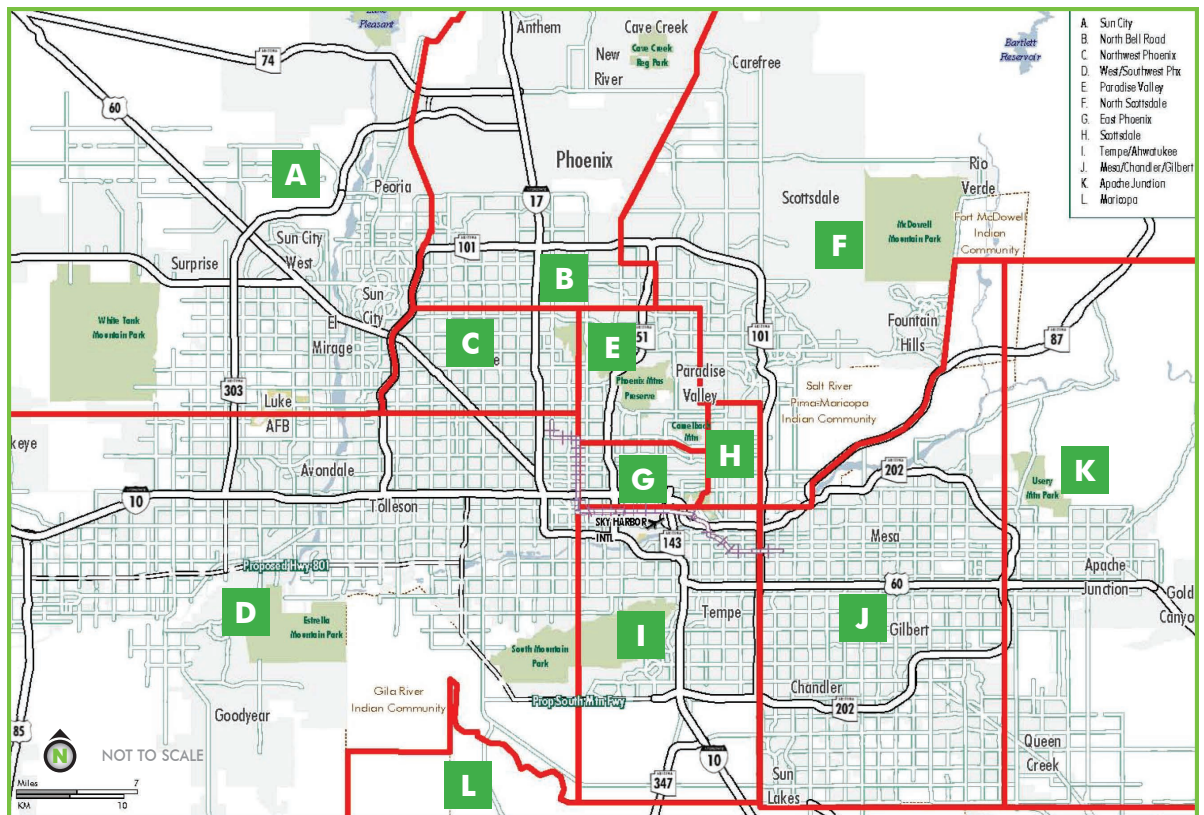 Lake
Pleasant
Anthem
Cave Creek
Cave Creek
Reg Park
New
River
Carefree
Bartlett
Reservoir
A. Sun City
B. North Bell Road
C. Northwest Phoenix
D. West/Southwest Phx
E. Paradise Valley
F. North Scottsdale
G. East Phoenix
H. Scottsdale
I. Tempe/Ahwatukee
J. Mesa/Chandler/Gilbert
K. Apache Junction
L. Maricopa
ARIZONA
74
60
A
Peoria
Phoenix
17
Scottsdale
Rio
Verde
McDowell
Mountain Park
Fort McDowell
Indian
Community
F
Sun City
West
Surprise
101
B
Sun
City
El
Mirage
White Tank
Mountain Park
C
E
51
101
Fountain
Hills
87
Phoenix Mtns
Preserve
Paradise
Valley
Salt River
Pima-Maricopa
Indian Community
303
Luke
AFB
Camelback
Mtn
H
G
202
K
Usery
Mtn Park
keye
Avondale
10
Tolleson
SKY HARBOR
INTL
143
Mesa
Proposed Hwy 801
60
Apache
Junction
Gold
Canyo
D
Estrella
Mountain Park
Tempe
I
J
Gilbert
South Mountain
Park
Gila River
Indian Community
Prop South Mtn Fwy
Chandler
202
Goodyear
85
N
NOT TO SCALE
Miles 7
KM 10
L
347
10
Sun
Lakes
Queen
Creek